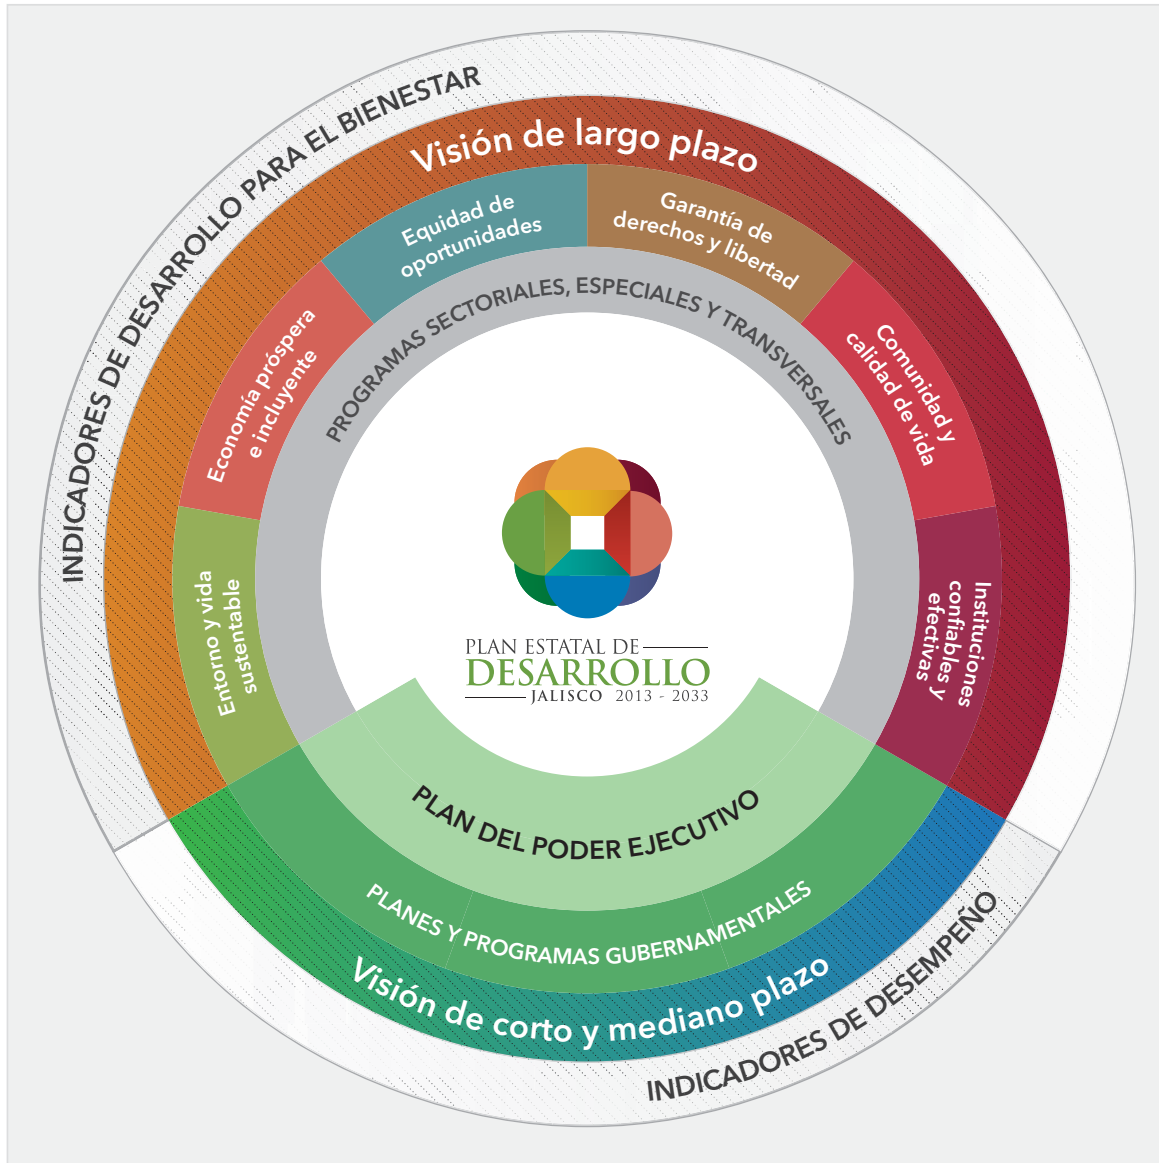 INDICADORES DE DESARROLLO PARA EL BIENESTAR
Visión de largo plazo
Entorno y vida
sustentable
Economía próspera
e incluyente
Equidad de
oportunidades
Garantía de
derechos y libertad
Comunidad y
calidad de vida
Instituciones
confiables y
efectivas
PROGRAMAS SECTORIALES, ESPECIALES Y TRANSVERSALES
PLAN ESTATAL DE
DESARROLLO
JALISCO 2013 - 2033
PLAN DEL PODER EJECUTIVO
PLANES Y PROGRAMAS GUBERNAMENTALES
Visión de corto y mediano plazo
INDICADORES DE DESEMPEÑO